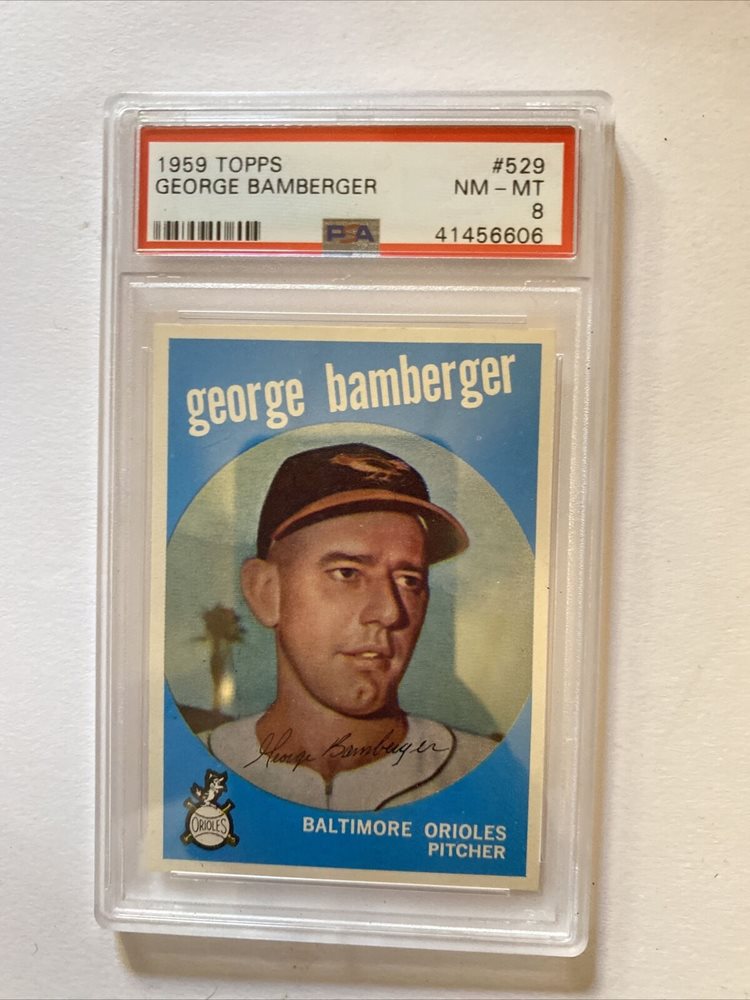 1959 TOPPS #529
GEORGE BAMBERGER NM - MT
8
PSA 41456606
george bamberger
George Bamberger
ORIOLES
BALTIMORE ORIOLES
PITCHER